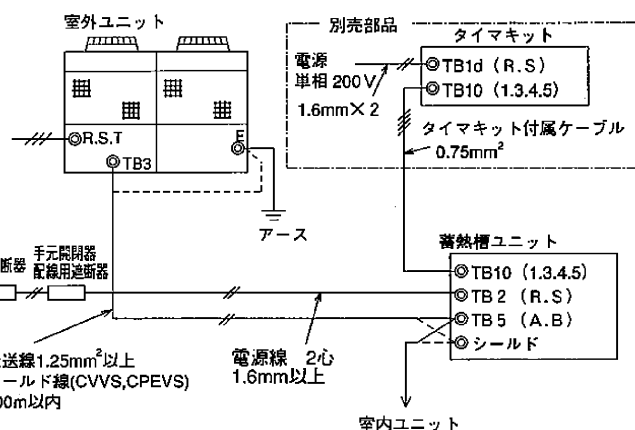 室外ユニット
R.S.T
TB3
E
アース
別売部品
電源
単相 200V
1.6mm×2
タイマキット
TB1d (R.S)
TB10 (1.3.4.5)
タイマキット付属ケーブル
0.75mm²
蓄熱槽ユニット
TB10 (1.3.4.5)
TB2 (R.S)
TB5 (A.B)
シールド
断器
手元開閉器
配線用遮断器
送線1.25mm²以上
ールド線(CVVS,CPEVS)
00m以内
電源線 2心
1.6mm以上
室内ユニット